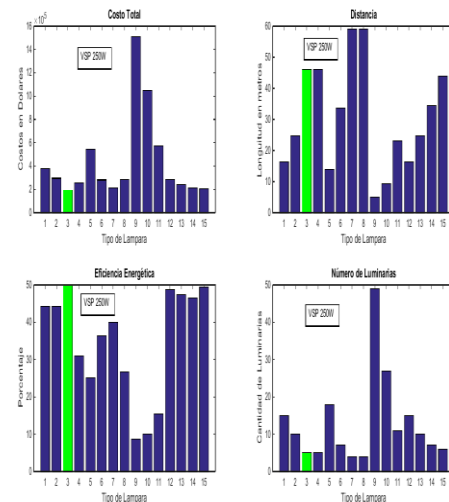 Costo Total
x 10^5
16
14
12
10
8
6
4
2
0
VSP 250W
Costos en Dolares
1 2 3 4 5 6 7 8 9 10 11 12 13 14 15
Tipo de Lampara
Distancia
60
50
40
30
20
10
0
VSP 250W
Longuitud en metros
1 2 3 4 5 6 7 8 9 10 11 12 13 14 15
Tipo de Lampara
Eficiencia Energética
50
40
30
20
10
0
VSP 250W
Porcentaje
1 2 3 4 5 6 7 8 9 10 11 12 13 14 15
Tipo de Lampara
Número de Luminarias
50
40
30
20
10
0
VSP 250W
Cantidad de Luminarias
1 2 3 4 5 6 7 8 9 10 11 12 13 14 15
Tipo de Lampara